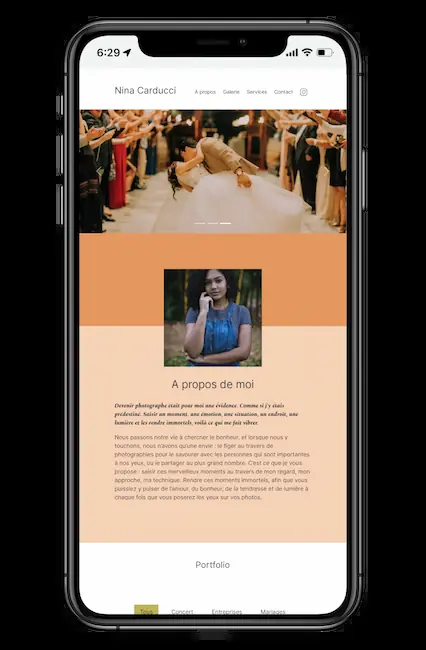 6:29
Nina Carducci
A propos Galerie Services Contact
A propos de moi
Devenir photographe était pour moi une évidence. Comme si j'y étais
prédestiné. Saisir un moment, une émotion, une situation, un endroit, une
lumière et les rendre immortels, voilà ce qui me fait vibrer.
Nous passons notre vie à chercher le bonheur, et lorsque nous y
touchons, nous n'avons qu'une envie : le figer au travers de
photographies pour le savourer avec les personnes qui sont importantes
à nos yeux, ou le partager au plus grand nombre. C'est ce que je vous
propose : saisir ces merveilleux moments au travers de mon regard, mon
approche, ma technique. Rendre ces moments immortels, afin que vous
puissiez y puiser de l'amour, du bonheur, de la tendresse et de lumière à
chaque fois que vous poserez les yeux sur vos photos.
Portfolio
Tous Concert Entreprises Mariages